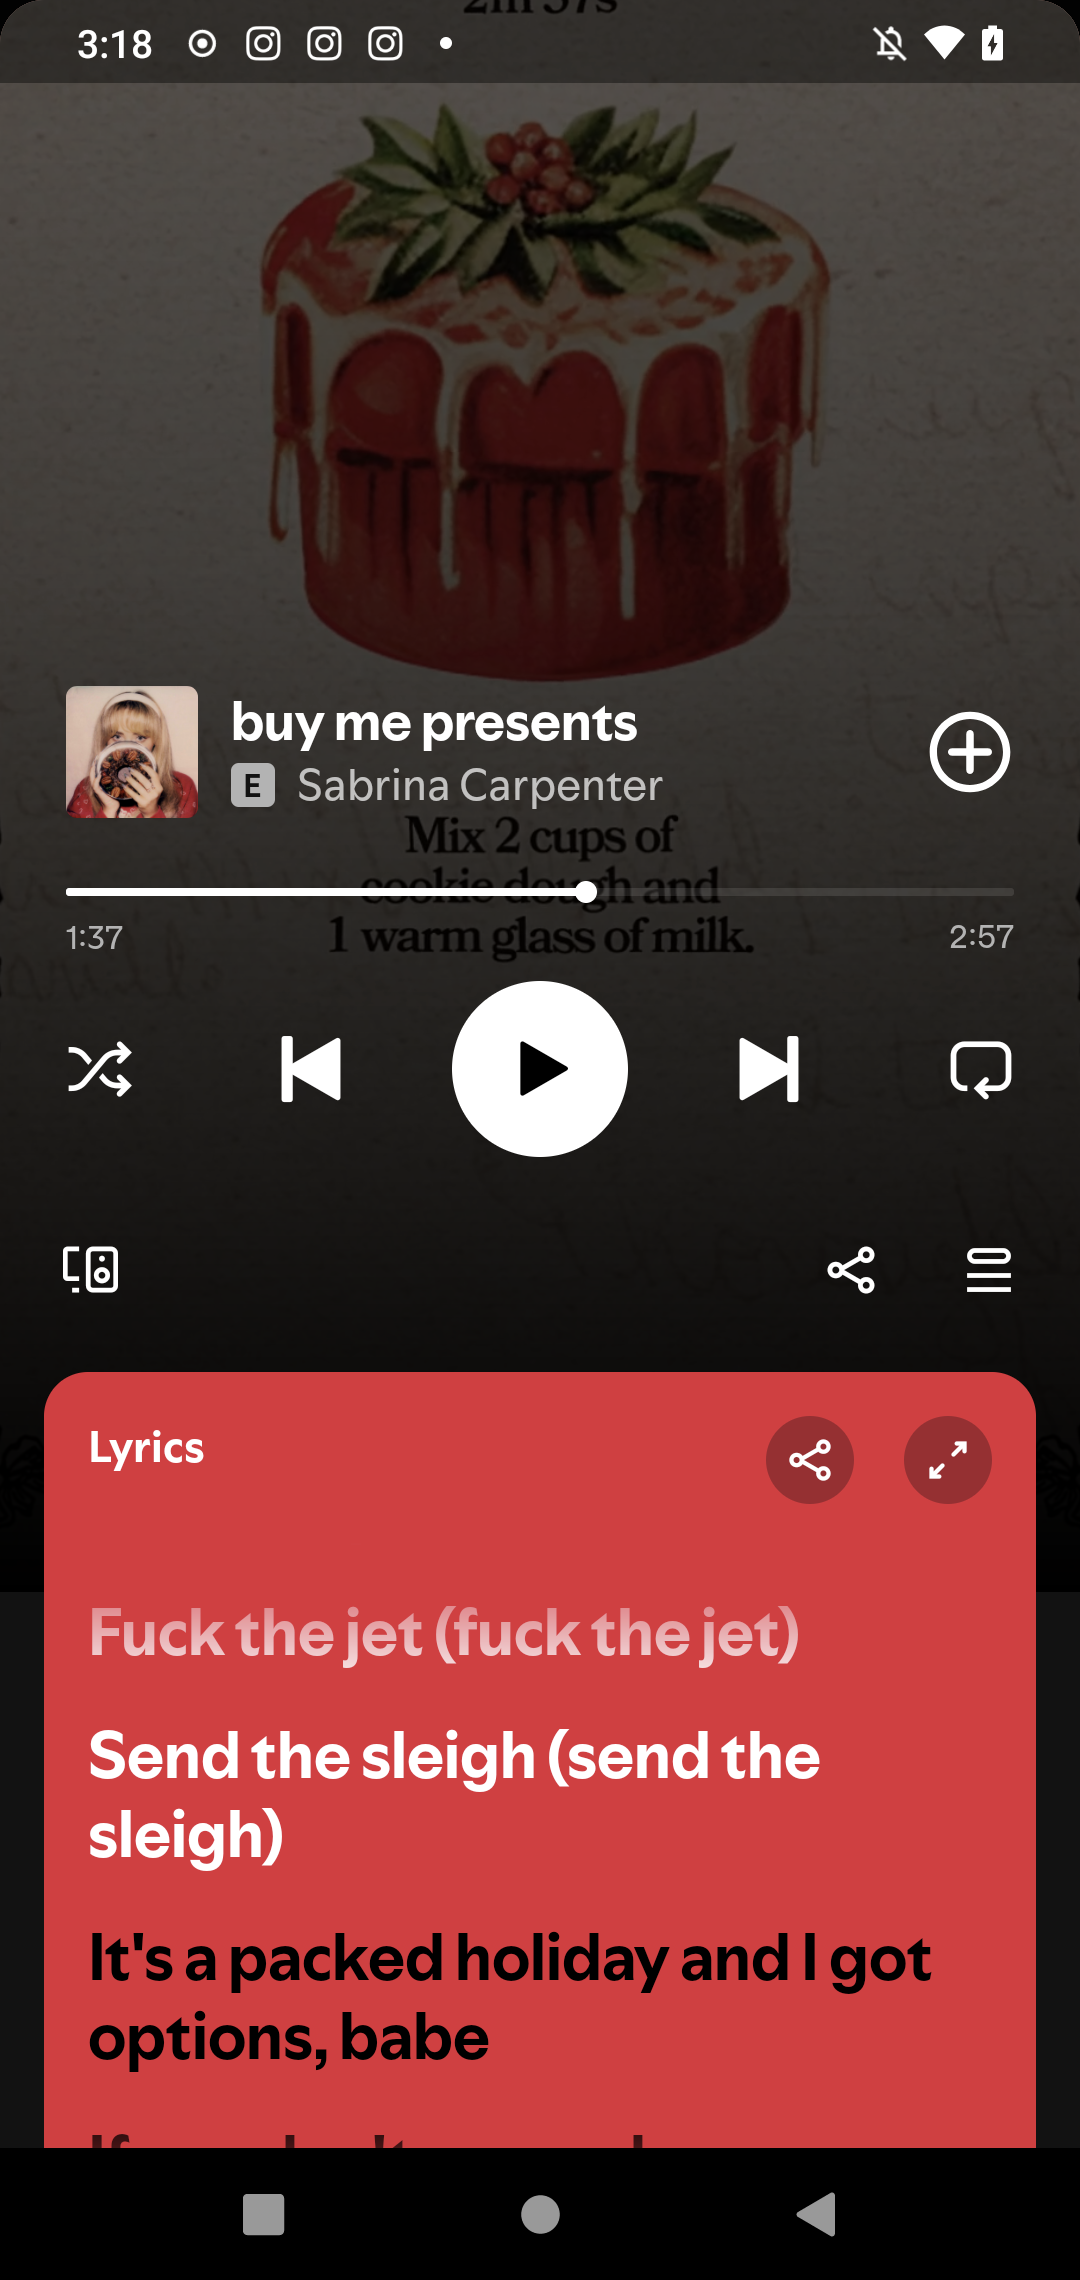 2m 57s
3:18
buy me presents
E Sabrina Carpenter
Mix 2 cups of
cookie dough and
1 warm glass of milk.
1:37
2:57
Lyrics
Fuck the jet (fuck the jet)
Send the sleigh (send the
sleigh)
It's a packed holiday and I got
options, babe